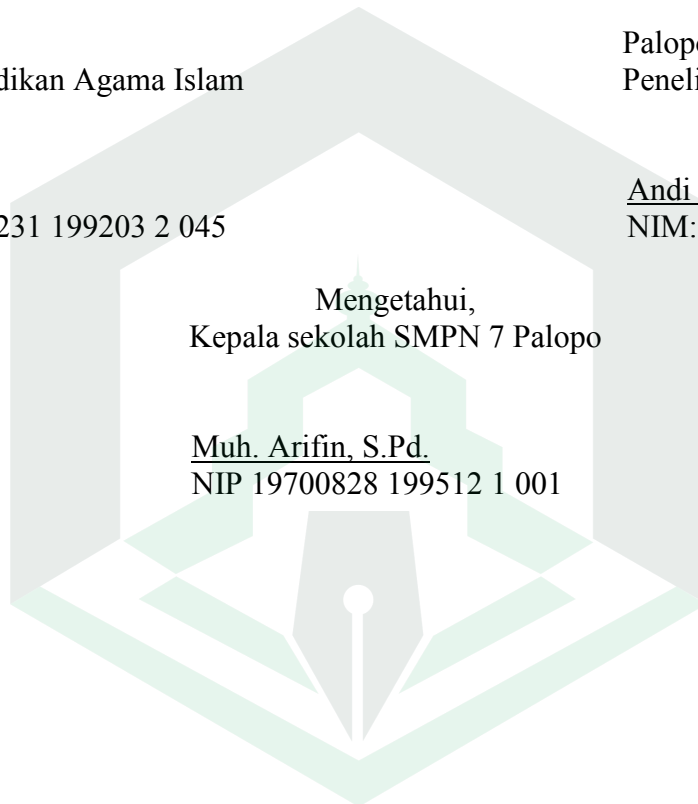 Palop
dikan Agama Islam Peneli
Andi
231 199203 2 045 NIM:
Mengetahui,
Kepala sekolah SMPN 7 Palopo
Muh. Arifin, S.Pd.
NIP 19700828 199512 1 001